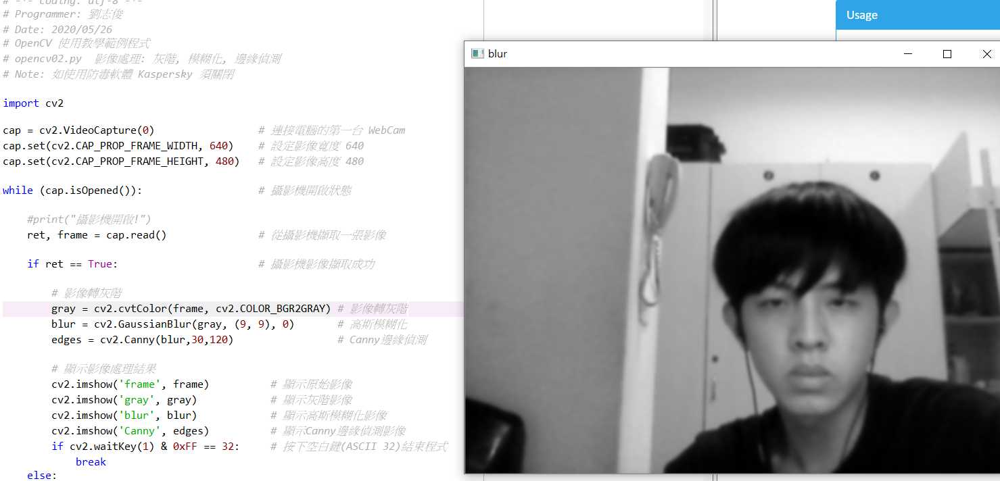 # -*- coding: utf-8 -*-
# Programmer: 劉志俊
# Date: 2020/05/26
# OpenCV 使用教學範例程式
# opencv02.py  影像處理: 灰階, 模糊化, 邊緣偵測
# Note: 如使用防毒軟體 Kaspersky 須關閉
import cv2
cap = cv2.VideoCapture(0) # 連接電腦的第一台 WebCam
cap.set(cv2.CAP_PROP_FRAME_WIDTH, 640) # 設定影像寬度 640
cap.set(cv2.CAP_PROP_FRAME_HEIGHT, 480) # 設定影像高度 480
while (cap.isOpened()): # 攝影機開啟狀態
#print("攝影機開啟!")
ret, frame = cap.read() # 從攝影機擷取一張影像
if ret == True: # 攝影機影像擷取成功
# 影像轉灰階
gray = cv2.cvtColor(frame, cv2.COLOR_BGR2GRAY) # 影像轉灰階
blur = cv2.GaussianBlur(gray, (9, 9), 0) # 高斯模糊化
edges = cv2.Canny(blur,30,120) # Canny邊緣偵測
# 顯示影像處理結果
cv2.imshow('frame', frame) # 顯示原始影像
cv2.imshow('gray', gray) # 顯示灰階影像
cv2.imshow('blur', blur) # 顯示高斯模糊化影像
cv2.imshow('Canny', edges) # 顯示Canny邊緣偵測影像
if cv2.waitKey(1) & 0xFF == 32: # 按下空白鍵(ASCII 32)結束程式
break
else:
Usage
blur